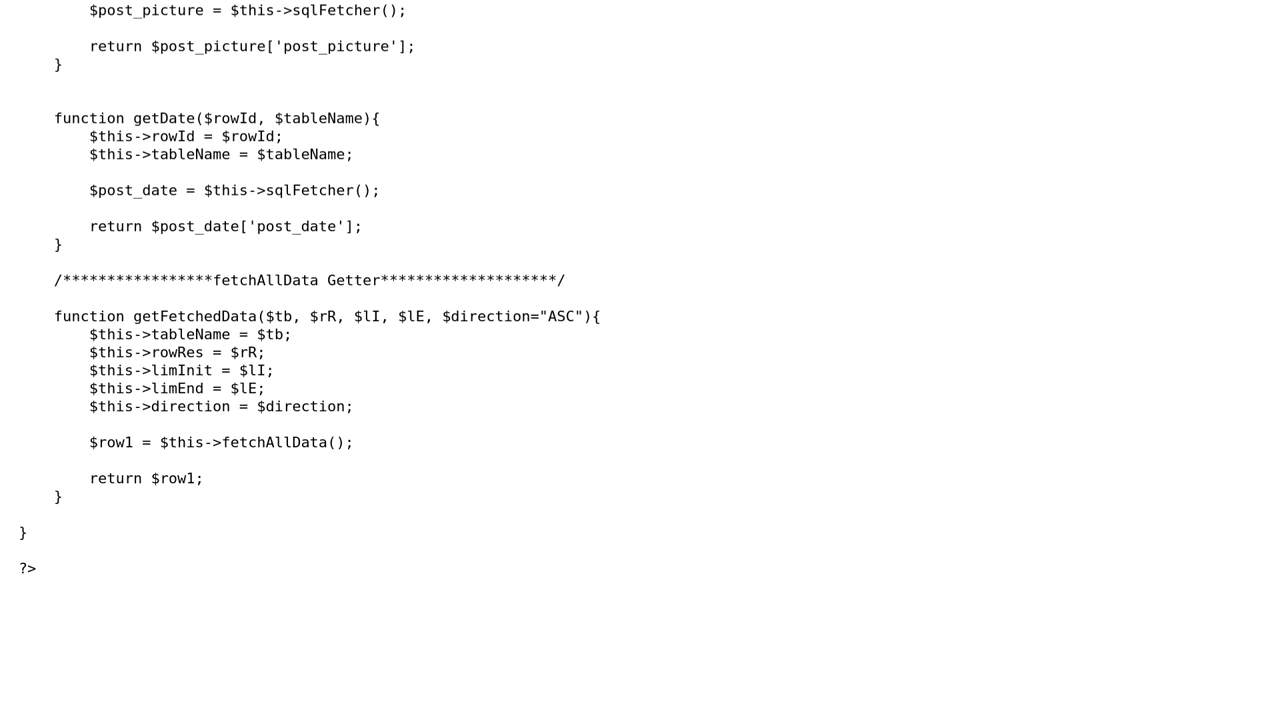 $post_picture = $this->sqlFetcher();

        return $post_picture['post_picture'];
    }


    function getDate($rowId, $tableName){
        $this->rowId = $rowId;
        $this->tableName = $tableName;

        $post_date = $this->sqlFetcher();

        return $post_date['post_date'];
    }

    /*****************fetchAllData Getter********************/

    function getFetchedData($tb, $rR, $lI, $lE, $direction="ASC"){
        $this->tableName = $tb;
        $this->rowRes = $rR;
        $this->limInit = $lI;
        $this->limEnd = $lE;
        $this->direction = $direction;

        $row1 = $this->fetchAllData();

        return $row1;
    }

}

?>